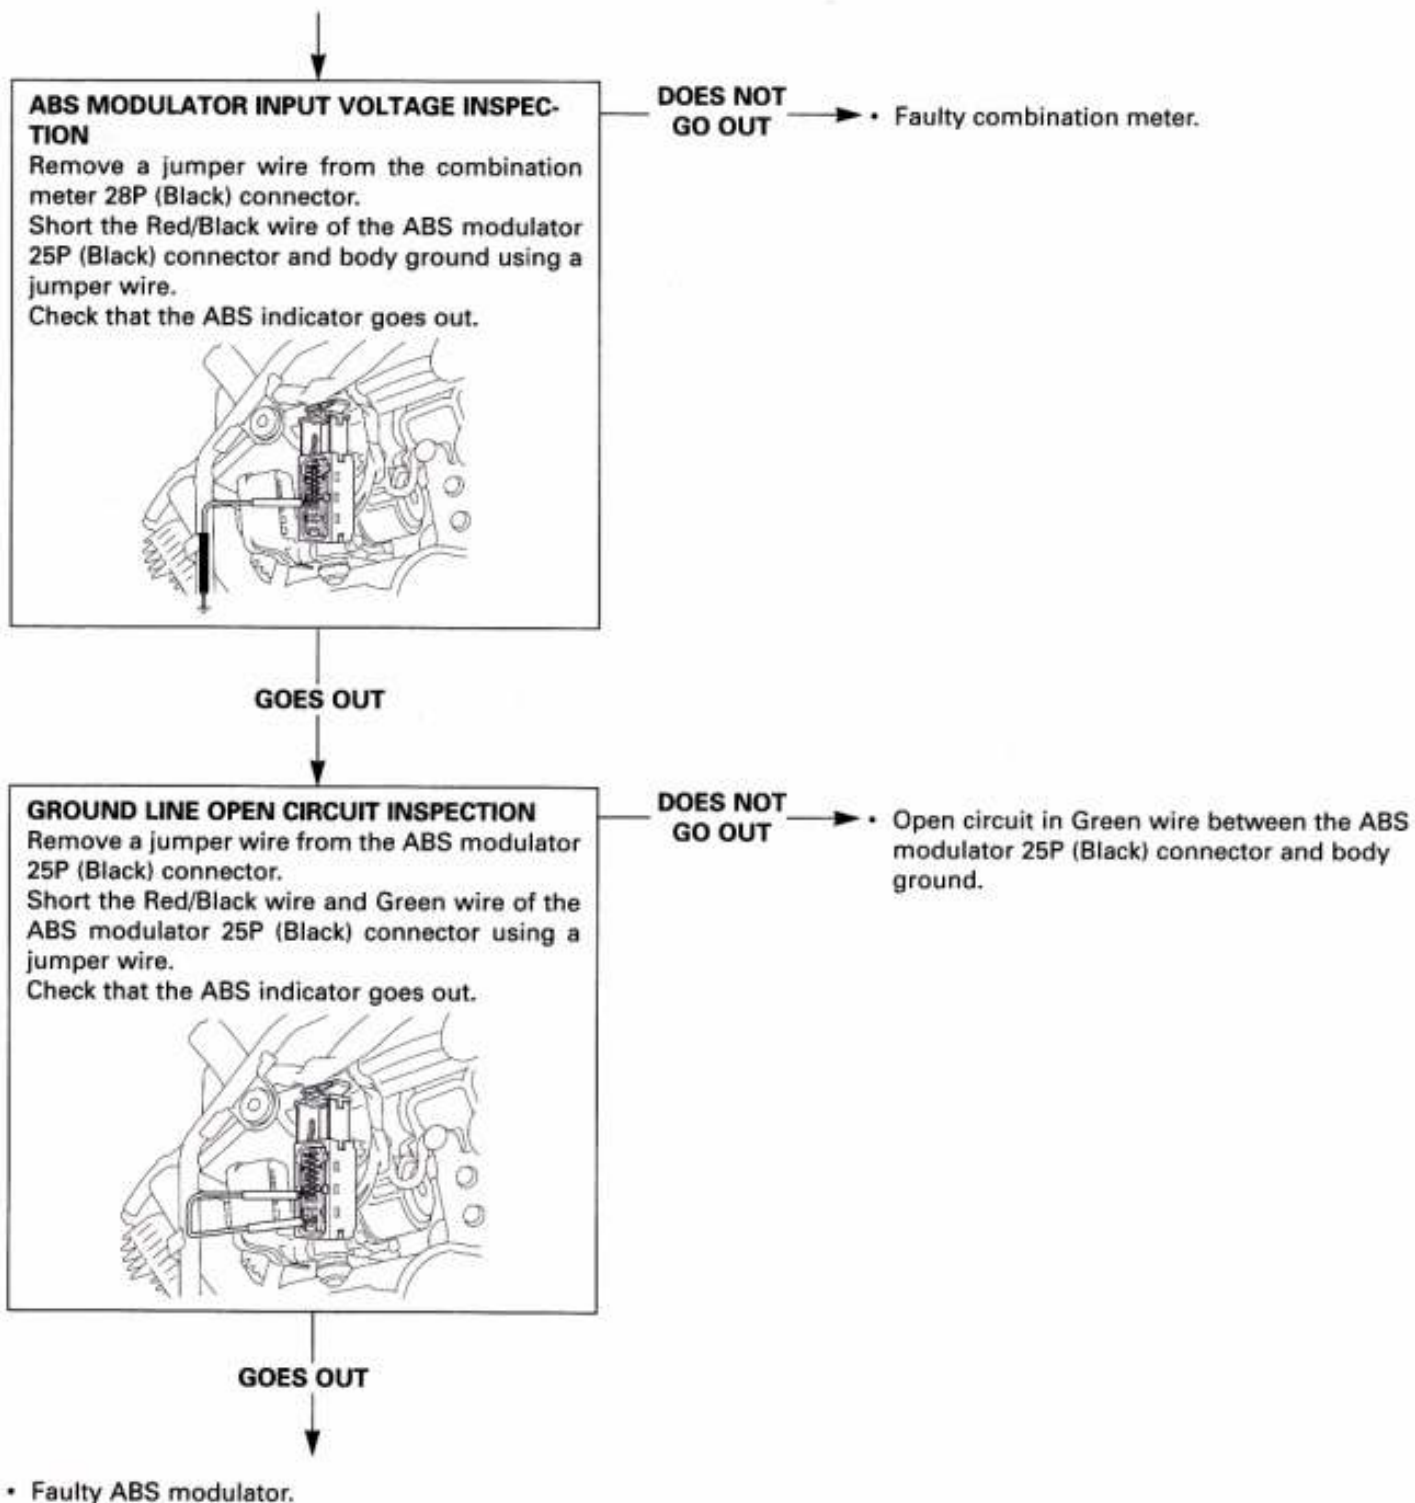 ABS MODULATOR INPUT VOLTAGE INSPEC-
TION
Remove a jumper wire from the combination
meter 28P (Black) connector.
Short the Red/Black wire of the ABS modulator
25P (Black) connector and body ground using a
jumper wire.
Check that the ABS indicator goes out.
DOES NOT
GO OUT
• Faulty combination meter.
GOES OUT
GROUND LINE OPEN CIRCUIT INSPECTION
Remove a jumper wire from the ABS modulator
25P (Black) connector.
Short the Red/Black wire and Green wire of the
ABS modulator 25P (Black) connector using a
jumper wire.
Check that the ABS indicator goes out.
DOES NOT
GO OUT
• Open circuit in Green wire between the ABS
modulator 25P (Black) connector and body
ground.
GOES OUT
• Faulty ABS modulator.